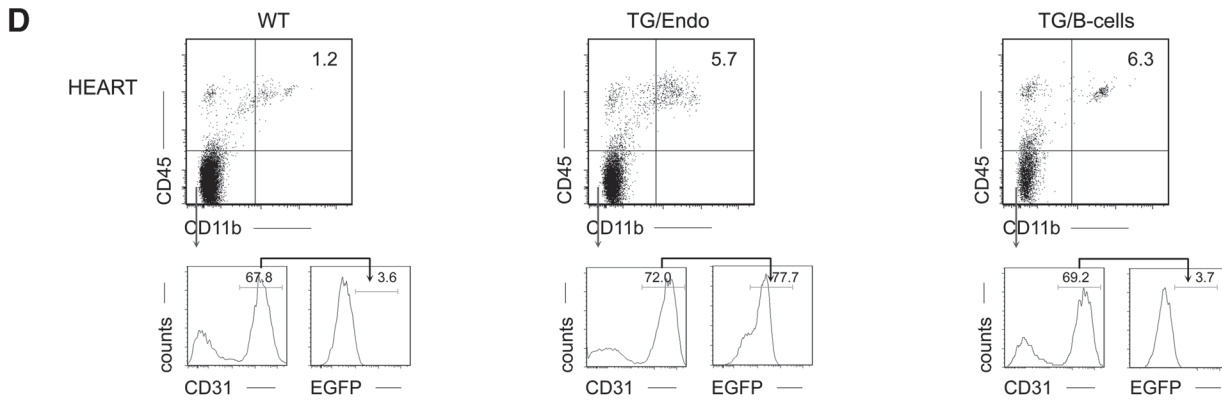 D
WT
TG/Endo
TG/B-cells
HEART
1.2
5.7
6.3
CD45
CD45
CD45
CD11b
CD11b
CD11b
67.8
3.6
72.0
77.7
69.2
3.7
counts
counts
counts
CD31
EGFP
CD31
EGFP
CD31
EGFP